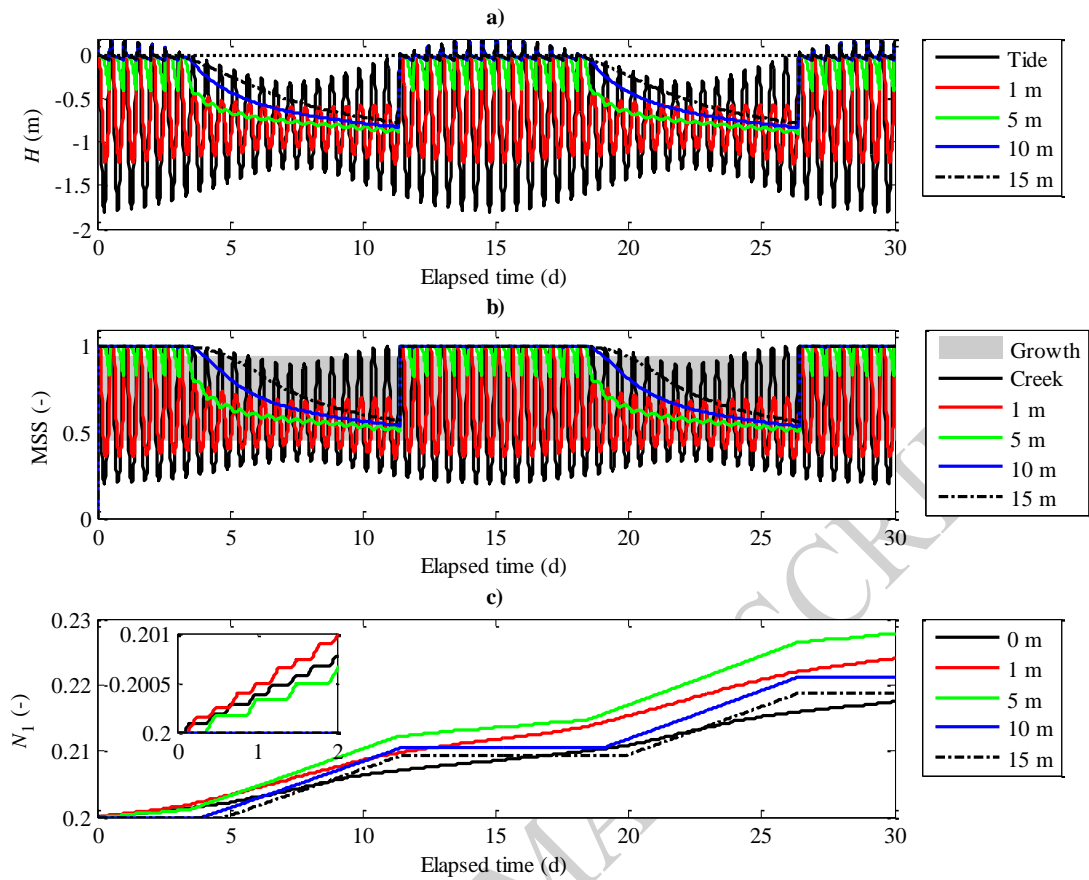 a)
0
-0.5
-1
-1.5
-2
H (m)
0 5 10 15 20 25 30
Elapsed time (d)
Tide
1 m
5 m
10 m
15 m
b)
1
0.5
0
MSS (-)
0 5 10 15 20 25 30
Elapsed time (d)
Growth
Creek
1 m
5 m
10 m
15 m
c)
0.23
0.22
0.21
0.2
N1 (-)
0.201
0.2005
0.2
0 1 2
0 5 10 15 20 25 30
Elapsed time (d)
0 m
1 m
5 m
10 m
15 m
MA SCRI